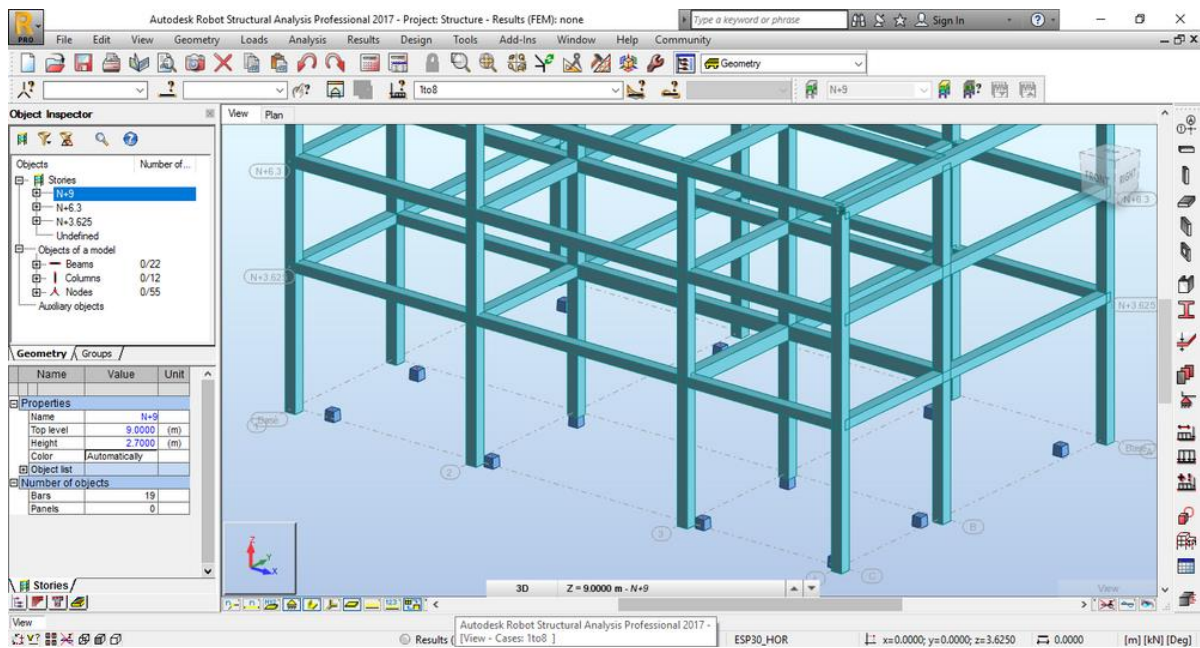 Autodesk Robot Structural Analysis Professional 2017 - Project: Structure - Results (FEM): none
Type a keyword or phrase
Sign In
PRO
File Edit View Geometry Loads Analysis Results Design Tools Add-Ins Window Help Community
Geometry
1to8
N+9
Object Inspector
View Plan
Objects Number of...
Stories
N+9
N+6.3
N+3.625
Undefined
Objects of a model
Beams 0/22
Columns 0/12
Nodes 0/55
Auxiliary objects
Geometry Groups
Name Value Unit
Properties
Name N+9
Top level 9.0000 (m)
Height 2.7000 (m)
Color Automatically
Object list
Number of objects
Bars 19
Panels 0
Stories
N+6.3
N+3.625
Base
2
3
C
B
FRONT RIGHT
N+6.3
N+3.625
Z
Y
X
3D Z = 9.0000 m - N+9
View
View
Autodesk Robot Structural Analysis Professional 2017 -
[View - Cases: 1to8 ]
Results (
ESP30_HOR
x=0.0000; y=0.0000; z=3.6250
0.0000
[m] [kN] [Deg]